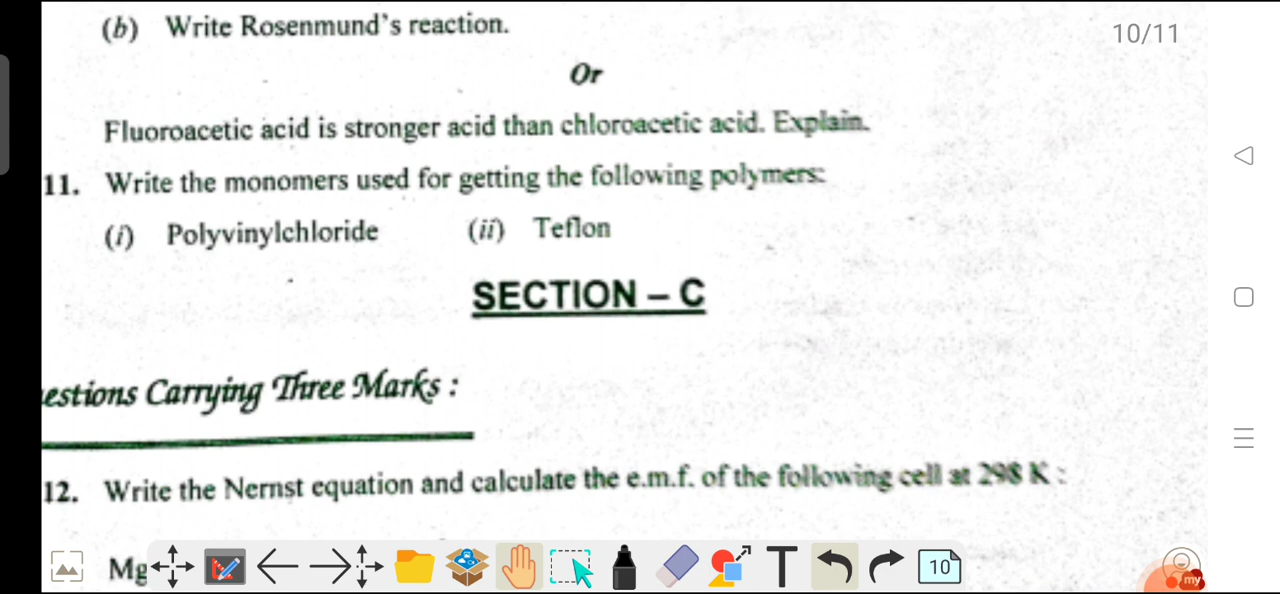 (b) Write Rosenmund's reaction.
10/11
Or
Fluoroacetic acid is stronger acid than chloroacetic acid. Explain.
11. Write the monomers used for getting the following polymers:
(i) Polyvinylchloride (ii) Teflon
SECTION – C
estions Carrying Three Marks :
12. Write the Nernst equation and calculate the e.m.f. of the following cell at 298 K :
Mg
T
10
my